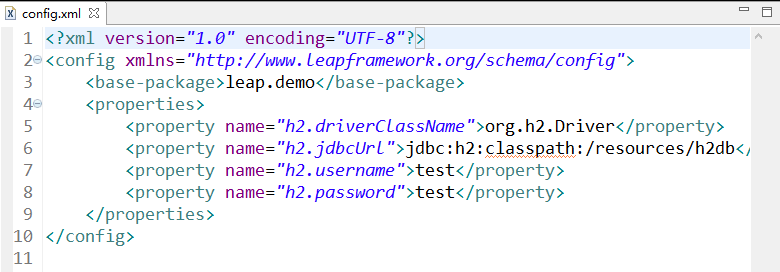 config.xml
1 <?xml version="1.0" encoding="UTF-8"?>
2 <config xmlns="http://www.leapframework.org/schema/config">
3 <base-package>leap.demo</base-package>
4 <properties>
5 <property name="h2.driverClassName">org.h2.Driver</property>
6 <property name="h2.jdbcUrl">jdbc:h2:classpath:/resources/h2db</
7 <property name="h2.username">test</property>
8 <property name="h2.password">test</property>
9 </properties>
10 </config>
11